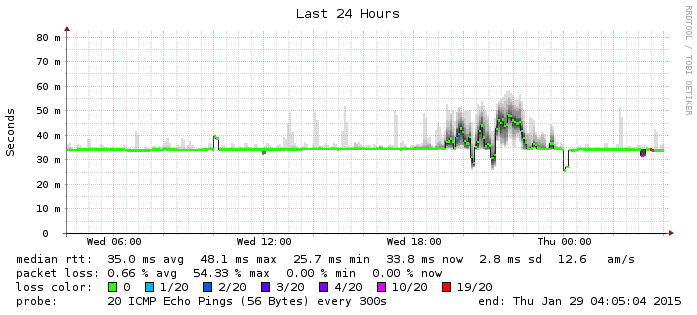 Last 24 Hours
RRDTOOL / TOBI OETIKER
Seconds
80 m
70 m
60 m
50 m
40 m
30 m
20 m
10 m
0
Wed 06:00 Wed 12:00 Wed 18:00 Thu 00:00
median rtt: 35.0 ms avg 48.1 ms max 25.7 ms min 33.8 ms now 2.8 ms sd 12.6 am/s
packet loss: 0.66 % avg 54.33 % max 0.00 % min 0.00 % now
loss color: 0 1/20 2/20 3/20 4/20 10/20 19/20
probe: 20 ICMP Echo Pings (56 Bytes) every 300s end: Thu Jan 29 04:05:04 2015